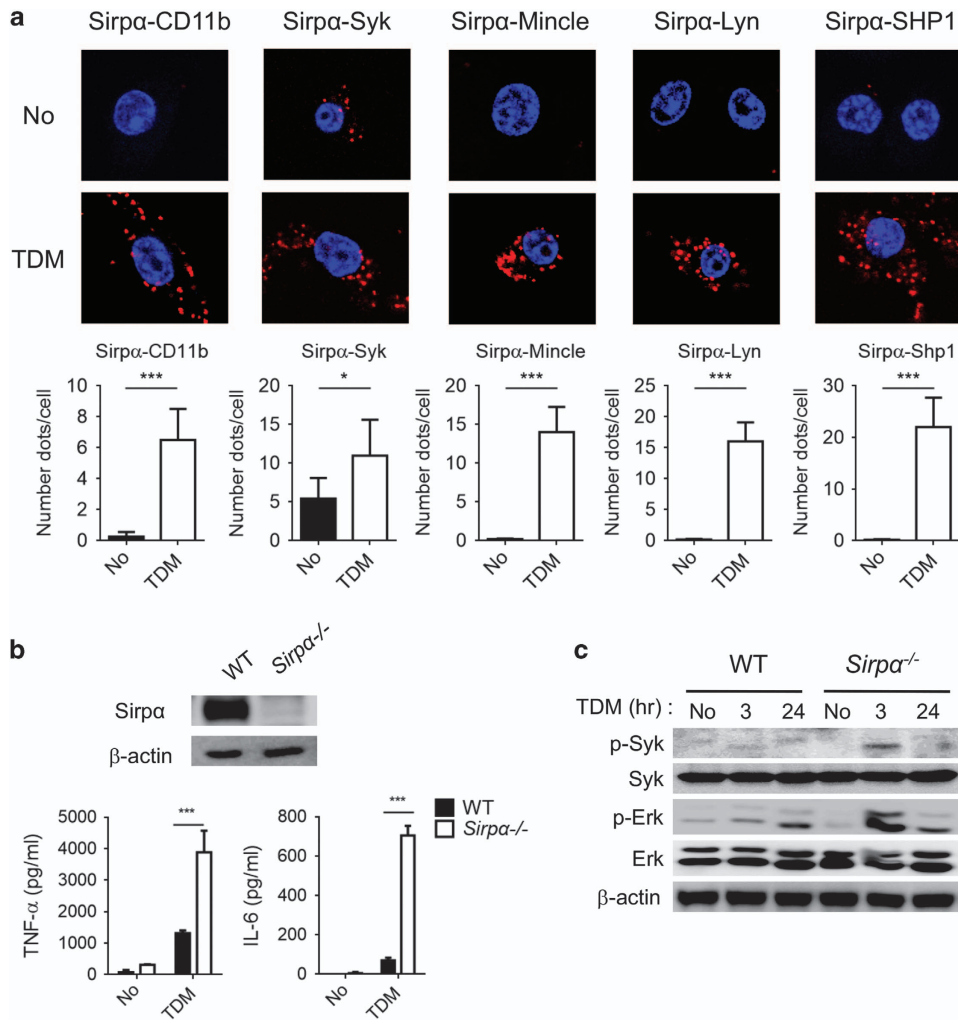 a
Sirpα-CD11b Sirpα-Syk Sirpα-Mincle Sirpα-Lyn Sirpα-SHP1
No
TDM
Sirpα-CD11b Sirpα-Syk Sirpα-Mincle Sirpα-Lyn Sirpα-Shp1
*** * *** *** ***
Number dots/cell
8
6
4
2
0
No TDM
Number dots/cell
20
15
10
5
0
No TDM
Number dots/cell
20
15
10
5
0
No TDM
Number dots/cell
25
20
15
10
5
0
No TDM
Number dots/cell
30
20
10
0
No TDM
b
WT Sirpα-/-
Sirpα
β-actin
TNF-α (pg/ml)
5000
4000
3000
2000
1000
0
***
No TDM
IL-6 (pg/ml)
800
600
400
200
0
***
No TDM
WT
Sirpα-/-
c
WT Sirpα-/-
TDM (hr) : No 3 24 No 3 24
p-Syk
Syk
p-Erk
Erk
β-actin